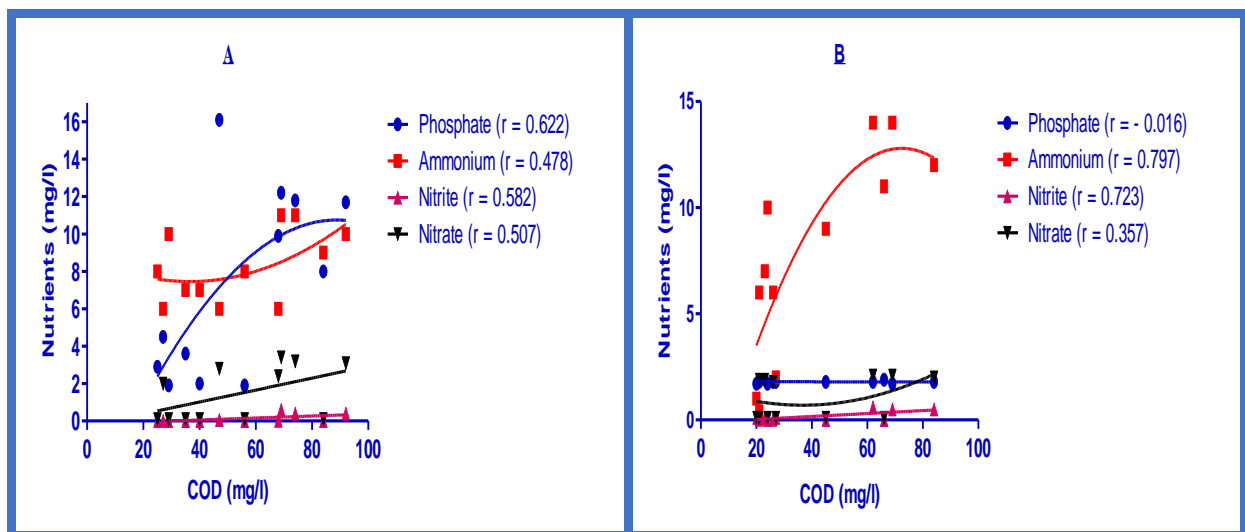 A
Nutrients (mg/l)
16
14
12
10
8
6
4
2
0
0 20 40 60 80 100
COD (mg/l)
Phosphate (r = 0.622)
Ammonium (r = 0.478)
Nitrite (r = 0.582)
Nitrate (r = 0.507)
B
Nutrients (mg/l)
15
10
5
0
0 20 40 60 80 100
COD (mg/l)
Phosphate (r = - 0.016)
Ammonium (r = 0.797)
Nitrite (r = 0.723)
Nitrate (r = 0.357)